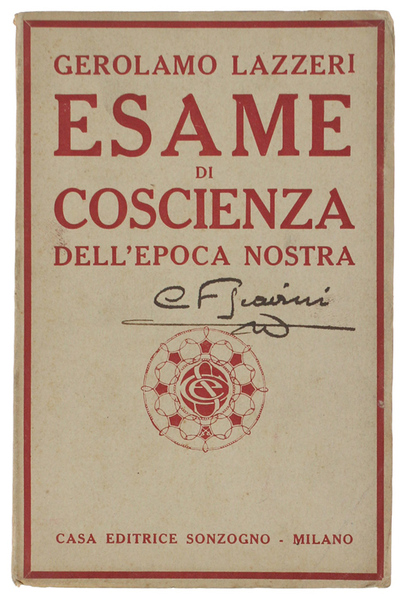 GEROLAMO LAZZERI
ESAME
DI
COSCIENZA
DELL'EPOCA NOSTRA
CASA EDITRICE SONZOGNO - MILANO